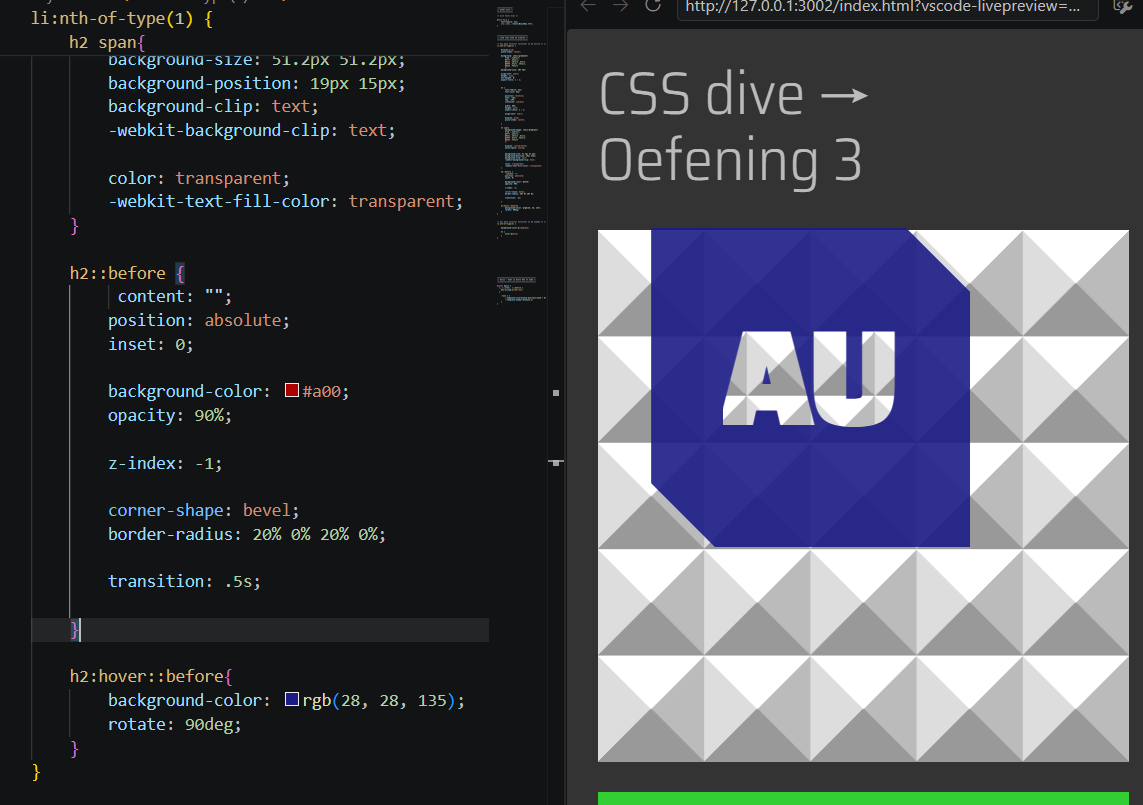 li:nth-of-type(1) {
h2 span{
background-size: 51.2px 51.2px;
background-position: 19px 15px;
background-clip: text;
-webkit-background-clip: text;
color: transparent;
-webkit-text-fill-color: transparent;
}
h2::before {
content: "";
position: absolute;
inset: 0;
background-color: #a00;
opacity: 90%;
z-index: -1;
corner-shape: bevel;
border-radius: 20% 0% 20% 0%;
transition: .5s;
}
h2:hover::before{
background-color: rgb(28, 28, 135);
rotate: 90deg;
}
}
http://127.0.0.1:3002/index.html?vscode-livepreview=...
CSS dive →
Oefening 3
AU